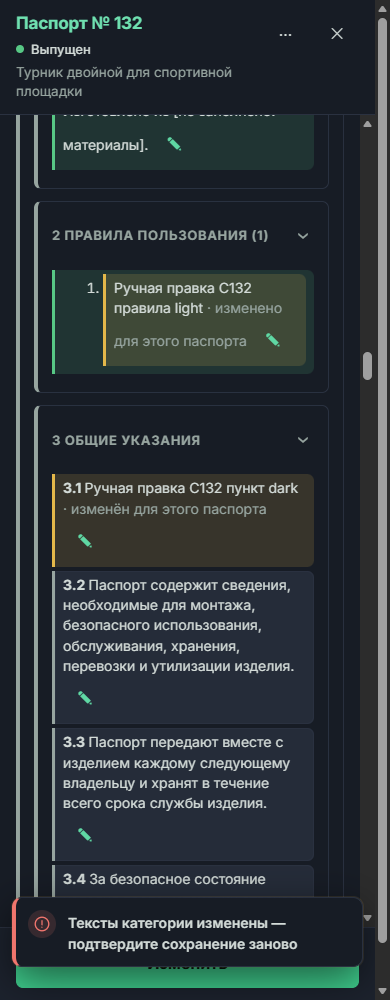 Паспорт № 132
...
Выпущен
Турник двойной для спортивной
площадки
материалы].
2 ПРАВИЛА ПОЛЬЗОВАНИЯ (1)
1. Ручная правка С132
правила light · изменено
для этого паспорта
3 ОБЩИЕ УКАЗАНИЯ
3.1 Ручная правка С132 пункт dark
· изменён для этого паспорта
3.2 Паспорт содержит сведения,
необходимые для монтажа,
безопасного использования,
обслуживания, хранения,
перевозки и утилизации изделия.
3.3 Паспорт передают вместе с
изделием каждому следующему
владельцу и хранят в течение
всего срока службы изделия.
3.4 За безопасное состояние
Тексты категории изменены —
подтвердите сохранение заново